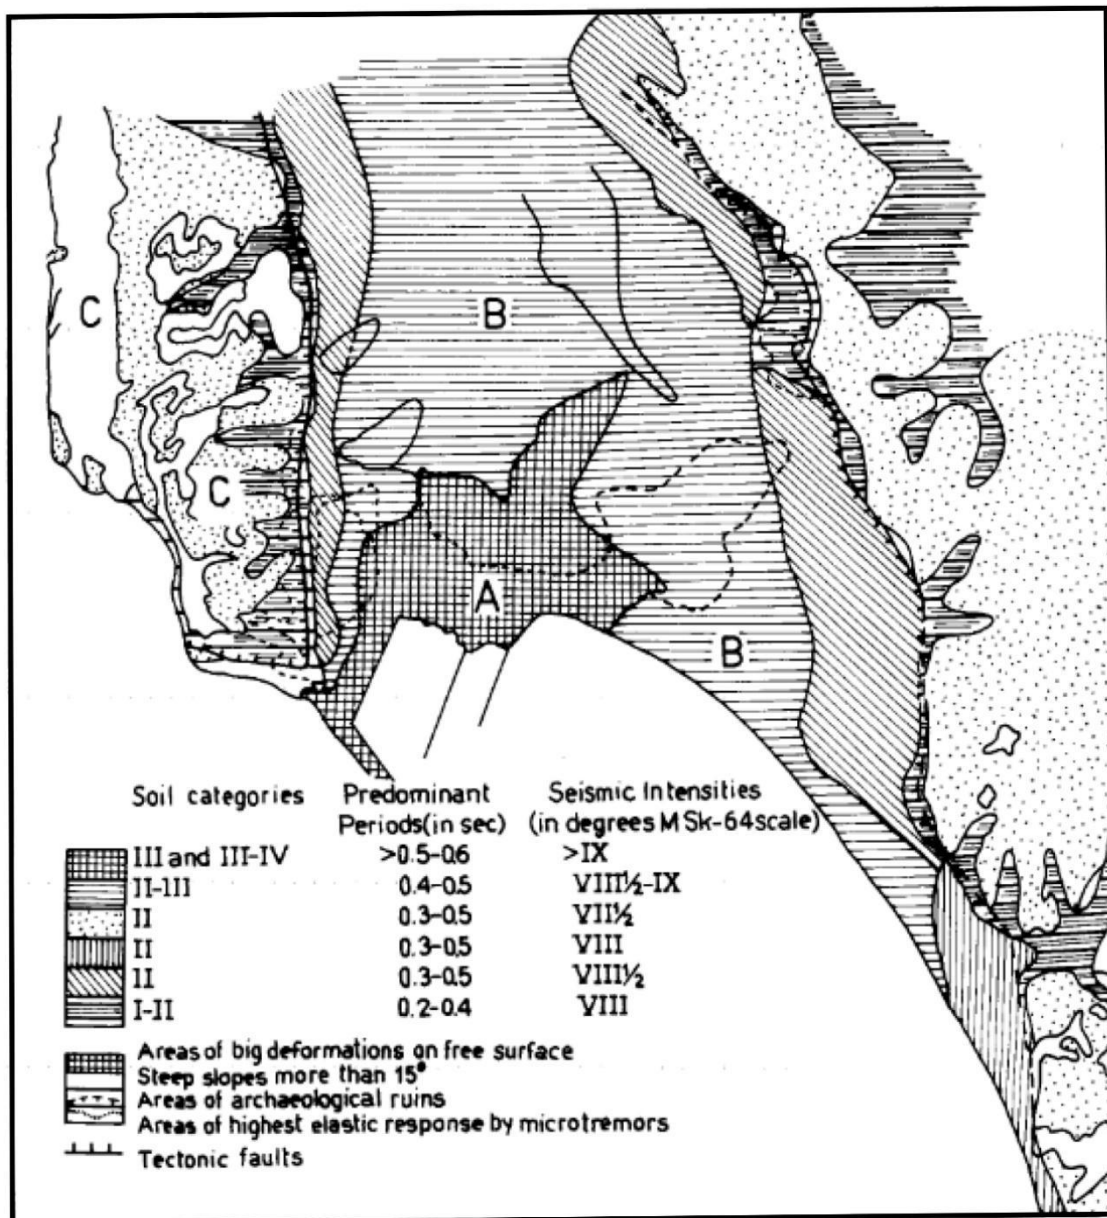 C
B
C
A
B
Soil categories Predominant Periods(in sec) Seismic Intensities (in degrees MSk-64 scale)
III and III-IV >0.5-0.6 >IX
II-III 0.4-0.5 VIII½-IX
II 0.3-0.5 VII½
II 0.3-0.5 VIII
II 0.3-0.5 VIII½
I-II 0.2-0.4 VIII
Areas of big deformations on free surface
Steep slopes more than 15°
Areas of archaeological ruins
Areas of highest elastic response by microtremors
Tectonic faults